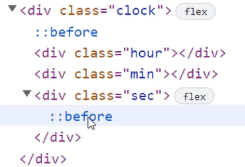 <div class="clock"> flex
::before
<div class="hour"></div>
<div class="min"></div>
<div class="sec"> flex
::before
</div>
</div>